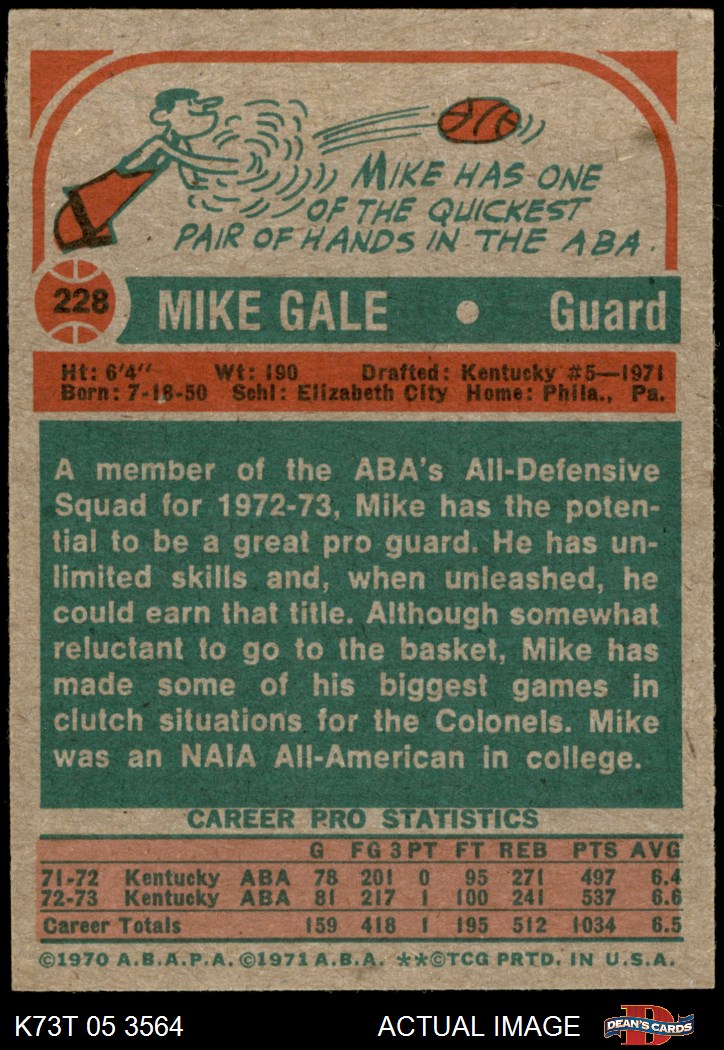 MIKE HAS ONE
OF THE QUICKEST
PAIR OF HANDS IN THE ABA.
228 MIKE GALE • Guard
Ht: 6'4" Wt: 190 Drafted: Kentucky #5—1971
Born: 7-18-50 Schl: Elizabeth City Home: Phila., Pa.
A member of the ABA's All-Defensive
Squad for 1972-73, Mike has the poten-
tial to be a great pro guard. He has un-
limited skills and, when unleashed, he
could earn that title. Although somewhat
reluctant to go to the basket, Mike has
made some of his biggest games in
clutch situations for the Colonels. Mike
was an NAIA All-American in college.
CAREER PRO STATISTICS
G FG 3PT FT REB PTS AVG
71-72 Kentucky ABA 78 201 0 95 271 497 6.4
72-73 Kentucky ABA 81 217 1 100 241 537 6.6
Career Totals 159 418 1 195 512 1034 6.5
©1970 A.B.A.P.A. ©1971 A.B.A. **©TCG PRTD. IN U.S.A.
K73T 05 3564 ACTUAL IMAGE D DEAN'S CARDS